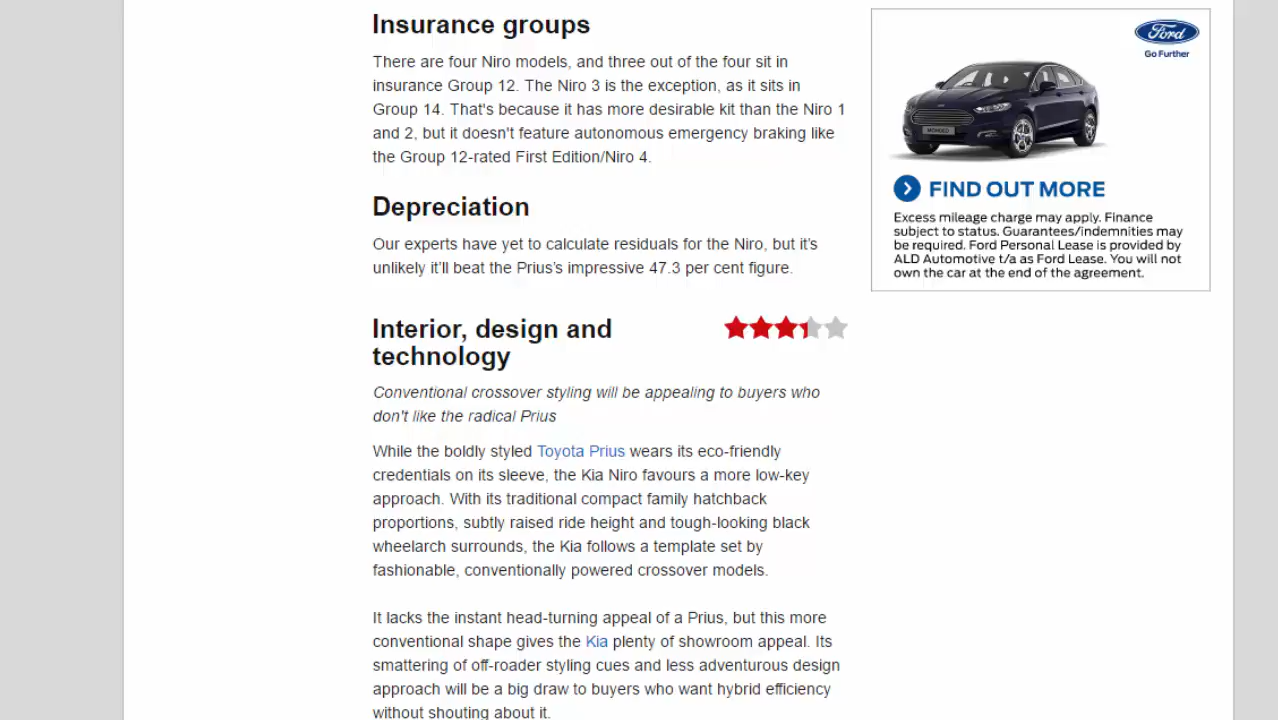 Insurance groups
There are four Niro models, and three out of the four sit in
insurance Group 12. The Niro 3 is the exception, as it sits in
Group 14. That's because it has more desirable kit than the Niro 1
and 2, but it doesn't feature autonomous emergency braking like
the Group 12-rated First Edition/Niro 4.
Depreciation
Our experts have yet to calculate residuals for the Niro, but it’s
unlikely it’ll beat the Prius’s impressive 47.3 per cent figure.
Interior, design and
technology
Conventional crossover styling will be appealing to buyers who
don't like the radical Prius
While the boldly styled Toyota Prius wears its eco-friendly
credentials on its sleeve, the Kia Niro favours a more low-key
approach. With its traditional compact family hatchback
proportions, subtly raised ride height and tough-looking black
wheelarch surrounds, the Kia follows a template set by
fashionable, conventionally powered crossover models.
It lacks the instant head-turning appeal of a Prius, but this more
conventional shape gives the Kia plenty of showroom appeal. Its
smattering of off-roader styling cues and less adventurous design
approach will be a big draw to buyers who want hybrid efficiency
without shouting about it.
Ford
Go Further
MONDEO
FIND OUT MORE
Excess mileage charge may apply. Finance
subject to status. Guarantees/indemnities may
be required. Ford Personal Lease is provided by
ALD Automotive t/a as Ford Lease. You will not
own the car at the end of the agreement.